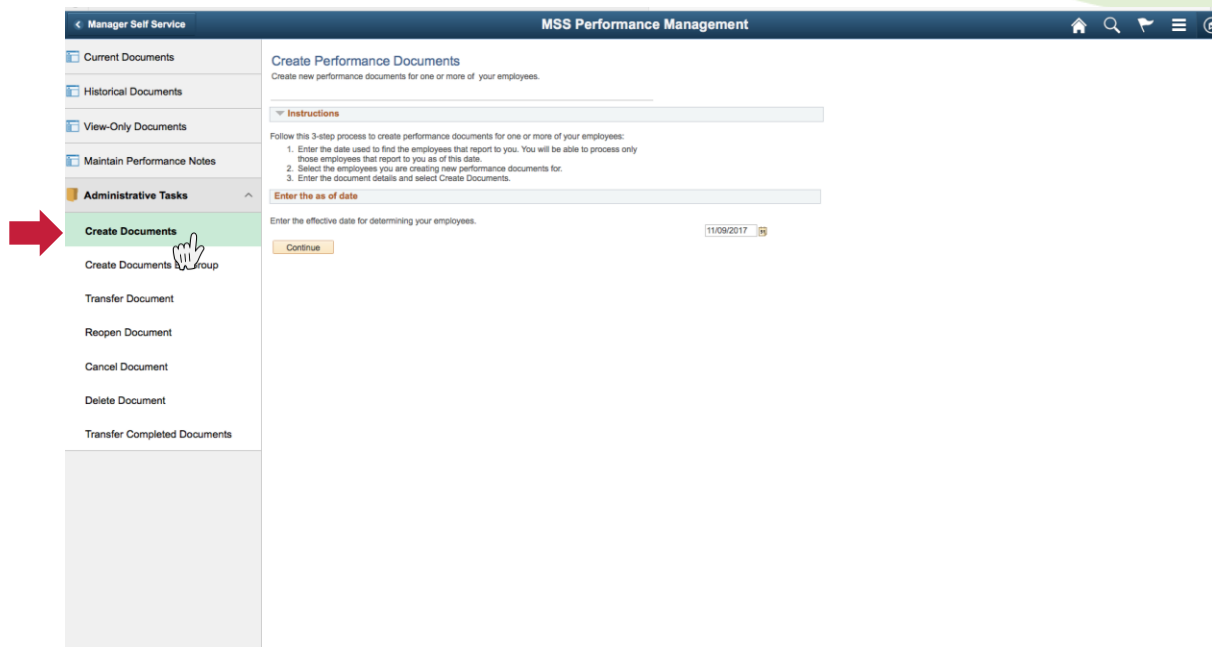 Manager Self Service
MSS Performance Management
Current Documents
Historical Documents
View-Only Documents
Maintain Performance Notes
Administrative Tasks
Create Documents
Create Documents Group
Transfer Document
Reopen Document
Cancel Document
Delete Document
Transfer Completed Documents
Create Performance Documents
Create new performance documents for one or more of your employees.
Instructions
Follow this 3-step process to create performance documents for one or more of your employees:
1. Enter the date used to find the employees that report to you. You will be able to process only
those employees that report to you as of this date.
2. Select the employees you are creating new performance documents for.
3. Enter the document details and select Create Documents.
Enter the as of date
Enter the effective date for determining your employees.
11/09/2017
Continue